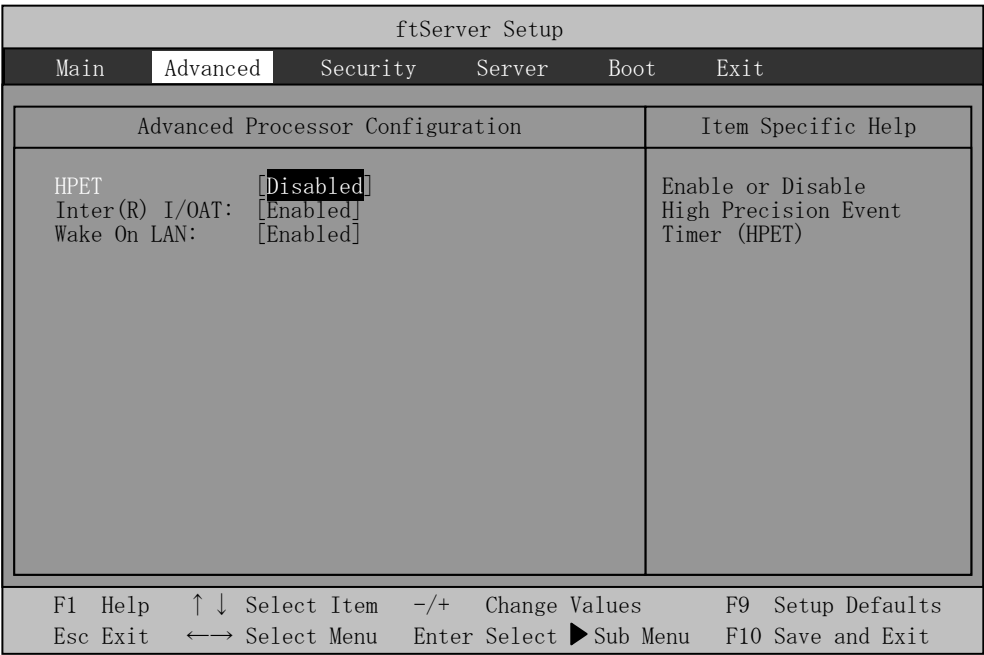 ftServer Setup
Main Advanced Security Server Boot Exit
Advanced Processor Configuration
HPET [Disabled]
Inter(R) I/OAT: [Enabled]
Wake On LAN: [Enabled]
Item Specific Help
Enable or Disable
High Precision Event
Timer (HPET)
F1 Help ↑↓ Select Item -/+ Change Values F9 Setup Defaults
Esc Exit ←→ Select Menu Enter Select ▶ Sub Menu F10 Save and Exit